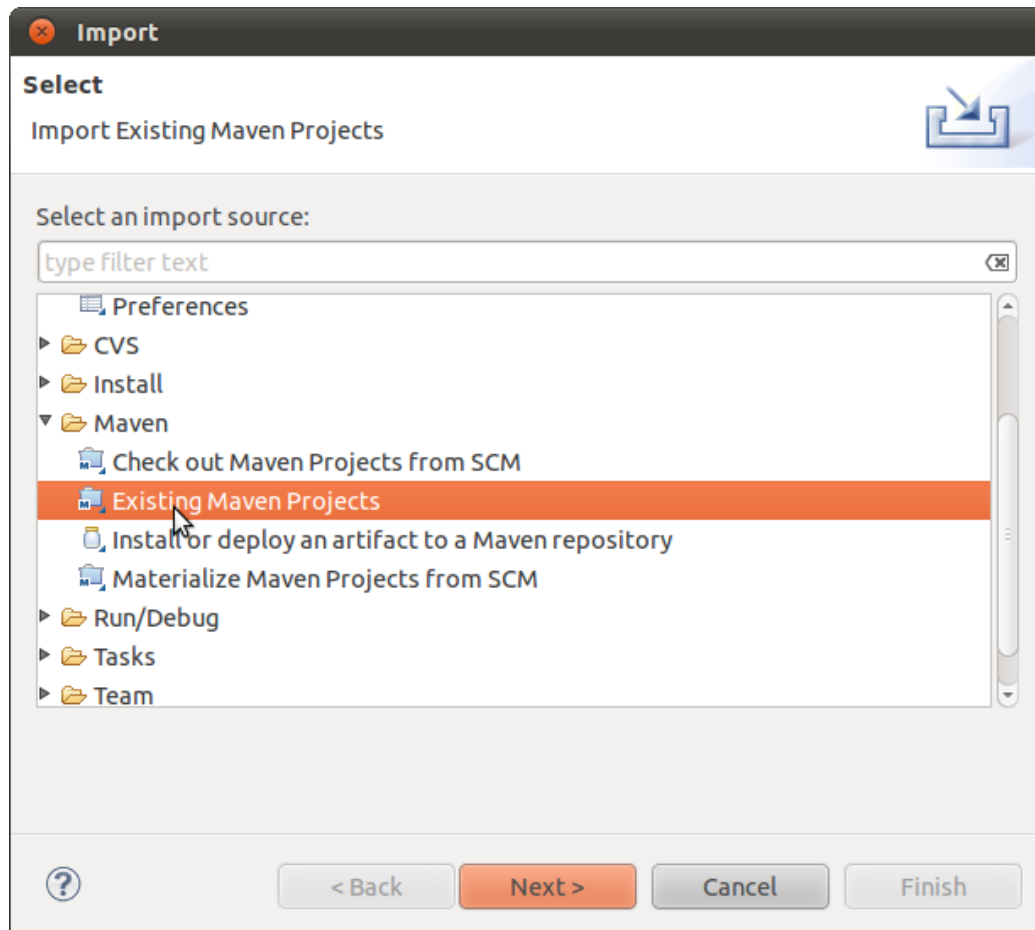 Import
Select
Import Existing Maven Projects
Select an import source:
type filter text
Preferences
CVS
Install
Maven
Check out Maven Projects from SCM
Existing Maven Projects
Install or deploy an artifact to a Maven repository
Materialize Maven Projects from SCM
Run/Debug
Tasks
Team
?
< Back
Next >
Cancel
Finish